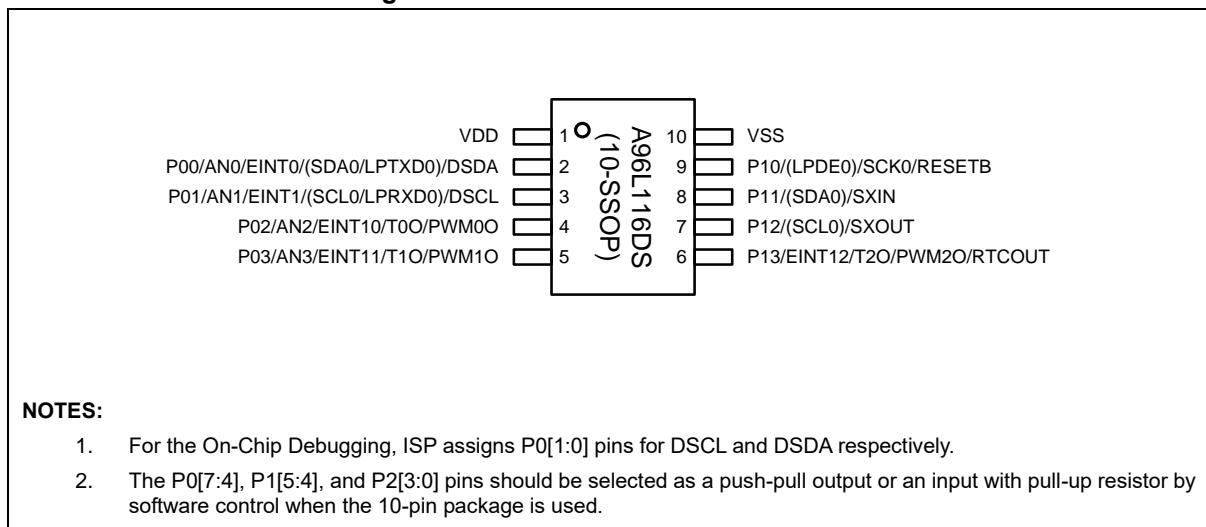 VDD 1 10 VSS
P00/AN0/EINT0/(SDA0/LPTXD0)/DSDA 2 9 P10/(LPDE0)/SCK0/RESETB
P01/AN1/EINT1/(SCL0/LPRXD0)/DSCL 3 8 P11/(SDA0)/SXIN
P02/AN2/EINT10/T0O/PWM0O 4 7 P12/(SCL0)/SXOUT
P03/AN3/EINT11/T1O/PWM1O 5 6 P13/EINT12/T2O/PWM2O/RTCOUT
A96L116DS
(10-SSOP)
NOTES:
1. For the On-Chip Debugging, ISP assigns P0[1:0] pins for DSCL and DSDA respectively.
2. The P0[7:4], P1[5:4], and P2[3:0] pins should be selected as a push-pull output or an input with pull-up resistor by
software control when the 10-pin package is used.